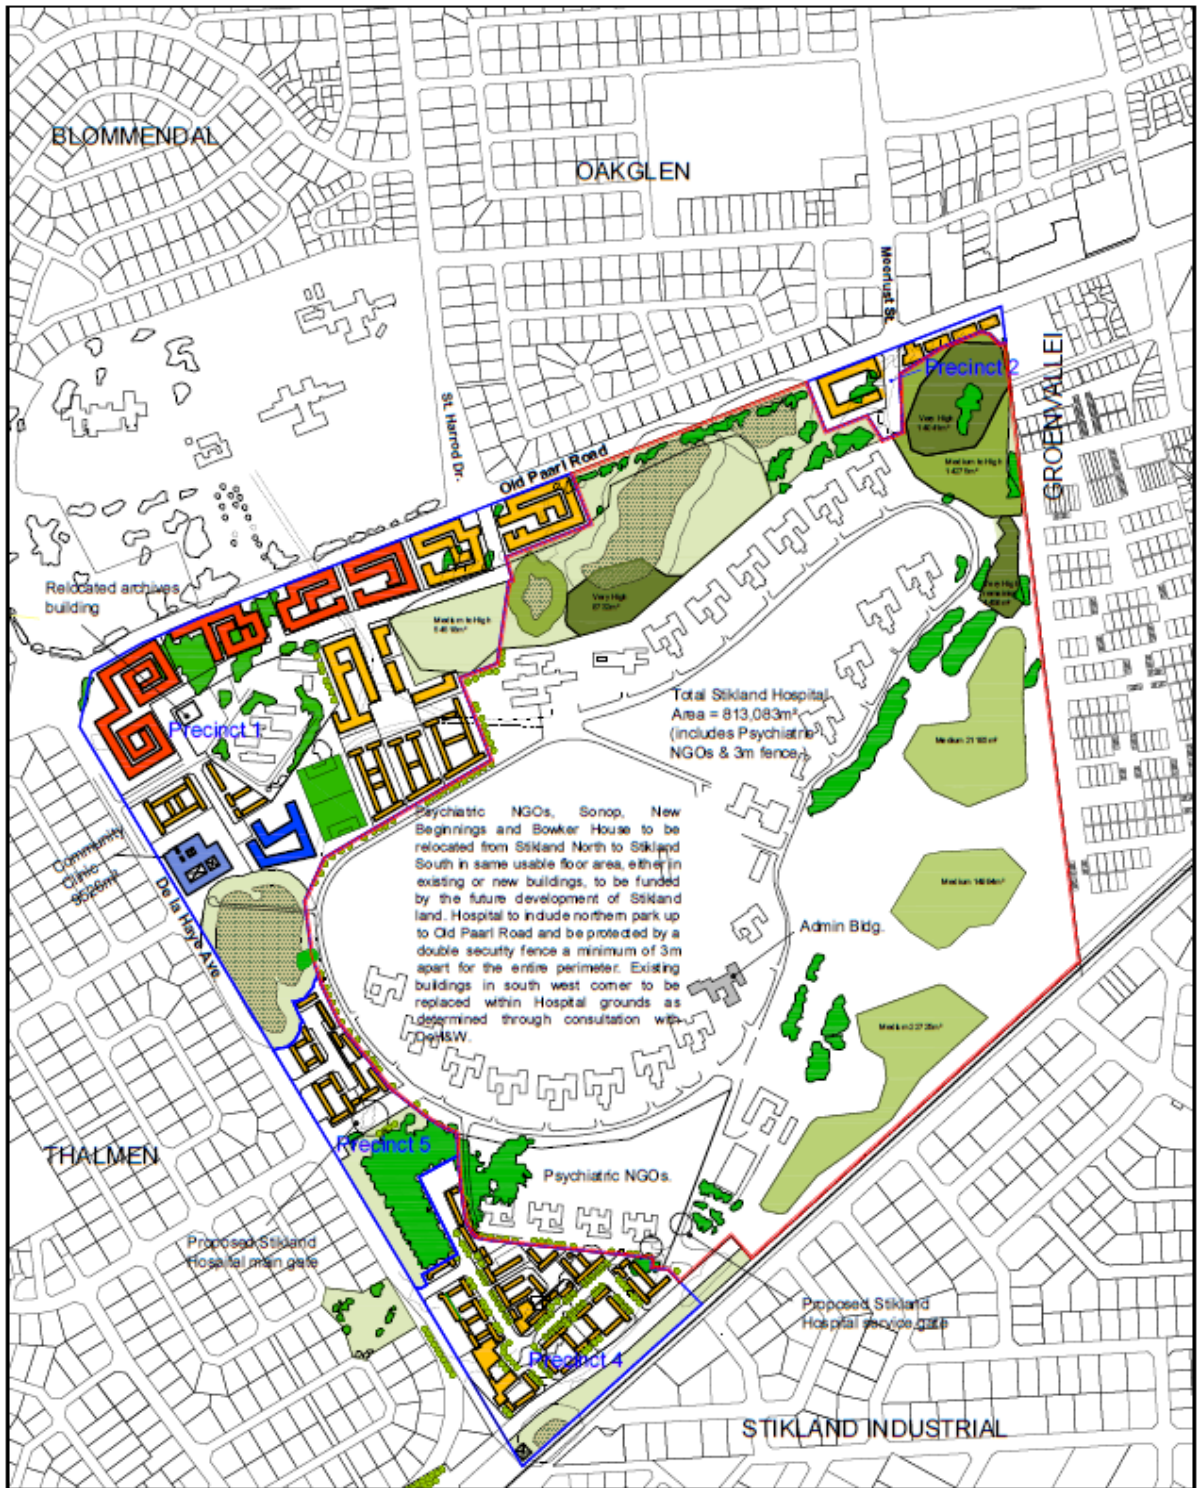 BLOMMENDAL
OAKGLEN
Meerlust St.
Precinct 2
GROENVALLEI
St. Harrod Dr.
Old Paarl Road
Very High
Medium to High
Relocated archives
building
Very High
Medium to High
Very High
Precinct 1
Total Stikland Hospital
Area = 813,083m²
(includes Psychiatric
NGOs & 3m fence.)
Medium
Psychiatric NGOs, Sonop, New
Beginnings and Bowker House to be
relocated from Stikland North to Stikland
South in same usable floor area, either in
existing or new buildings, to be funded
by the future development of Stikland
land. Hospital to include northern park up
to Old Paarl Road and be protected by a
double security fence a minimum of 3m
apart for the entire perimeter. Existing
buildings in south west corner to be
replaced within Hospital grounds as
determined through consultation with
DoH&W.
Community
Clinic
9526m²
De la Haye Ave
Medium
Admin Bldg.
Medium
THALMEN
Precinct 5
Psychiatric NGOs.
Proposed Stikland
Hospital main gate
Proposed Stikland
Hospital service gate
Precinct 4
STIKLAND INDUSTRIAL